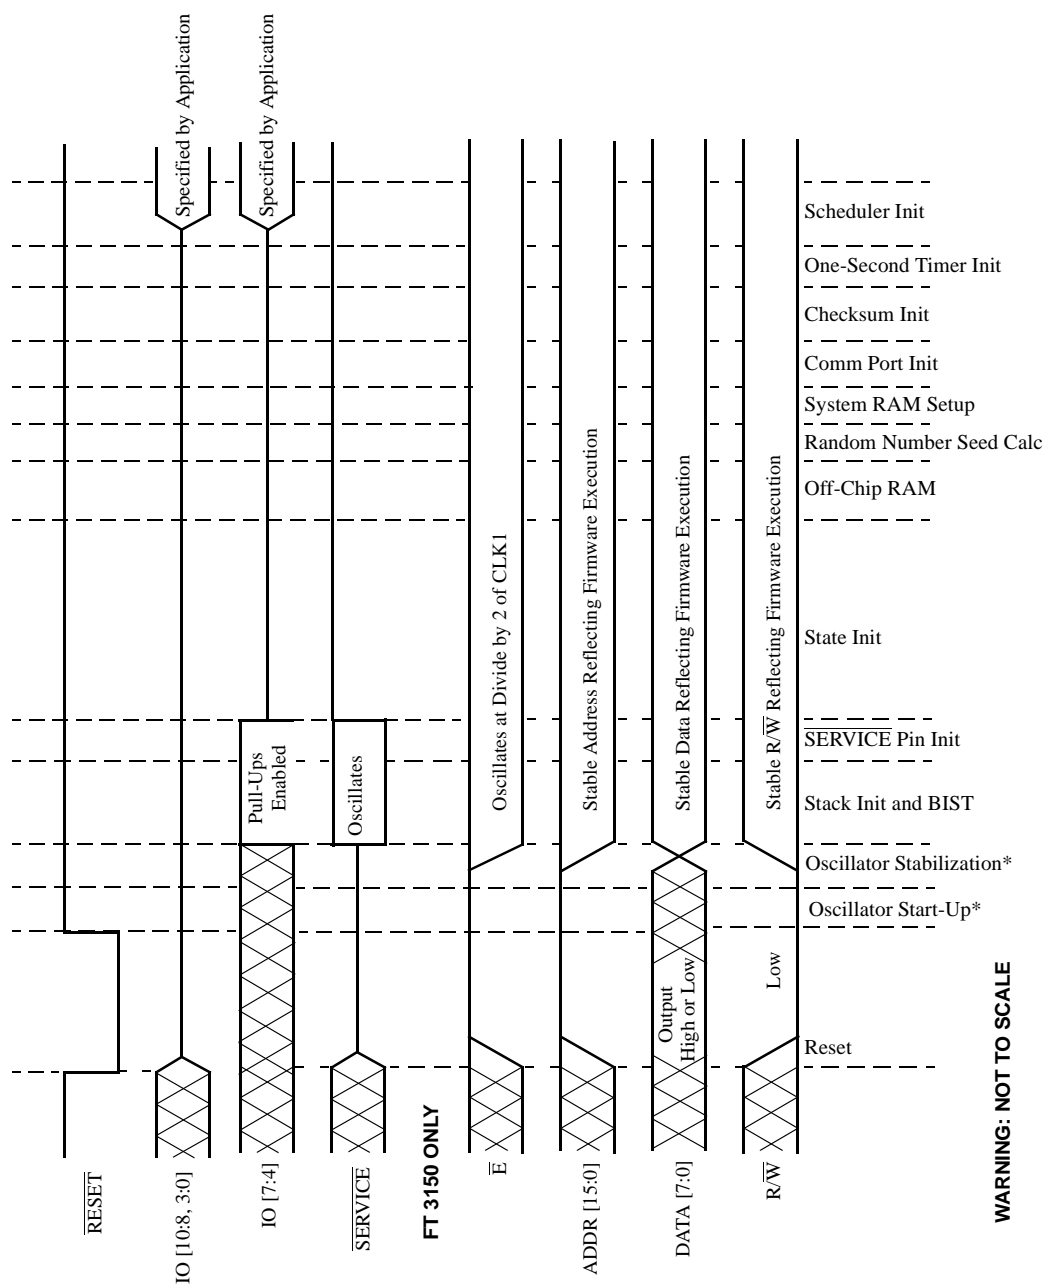 Specified by Application
Specified by Application
Scheduler Init
One-Second Timer Init
Checksum Init
Comm Port Init
System RAM Setup
Random Number Seed Calc
Off-Chip RAM
State Init
SERVICE Pin Init
Stack Init and BIST
Oscillator Stabilization*
Oscillator Start-Up*
Reset
Pull-Ups
Enabled
Oscillates
Oscillates at Divide by 2 of CLK1
Stable Address Reflecting Firmware Execution
Stable Data Reflecting Firmware Execution
Stable R/W Reflecting Firmware Execution
Output
High or Low
Low
RESET
IO [10:8, 3:0]
IO [7:4]
SERVICE
FT 3150 ONLY
E
ADDR [15:0]
DATA [7:0]
R/W
WARNING: NOT TO SCALE